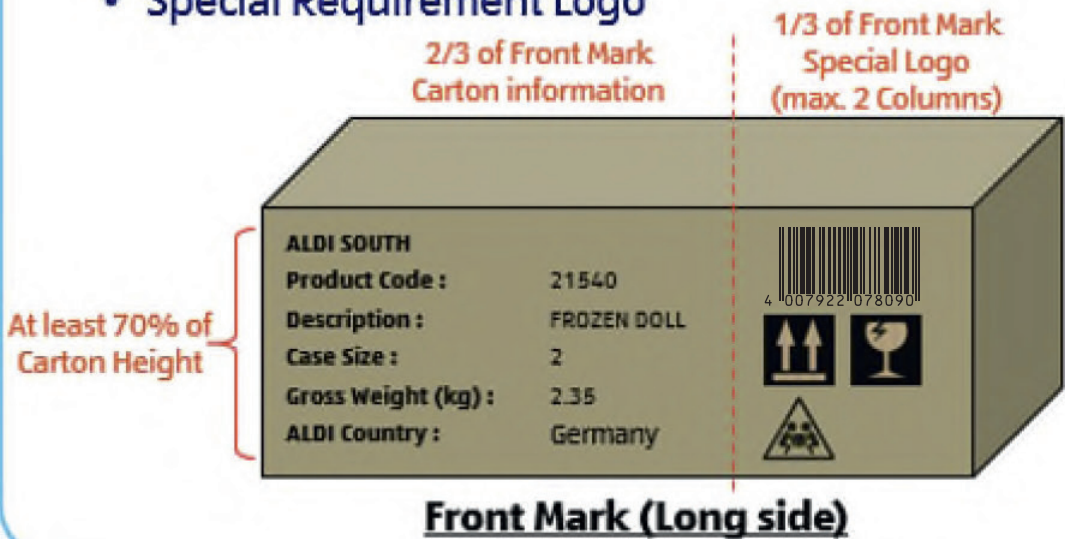 • Special Requirement Logo
2/3 of Front Mark
Carton information
1/3 of Front Mark
Special Logo
(max. 2 Columns)
At least 70% of
Carton Height
ALDI SOUTH
Product Code : 21540
Description : FROZEN DOLL
Case Size : 2
Gross Weight (kg) : 2.35
ALDI Country : Germany
4 007922 078090
Front Mark (Long side)